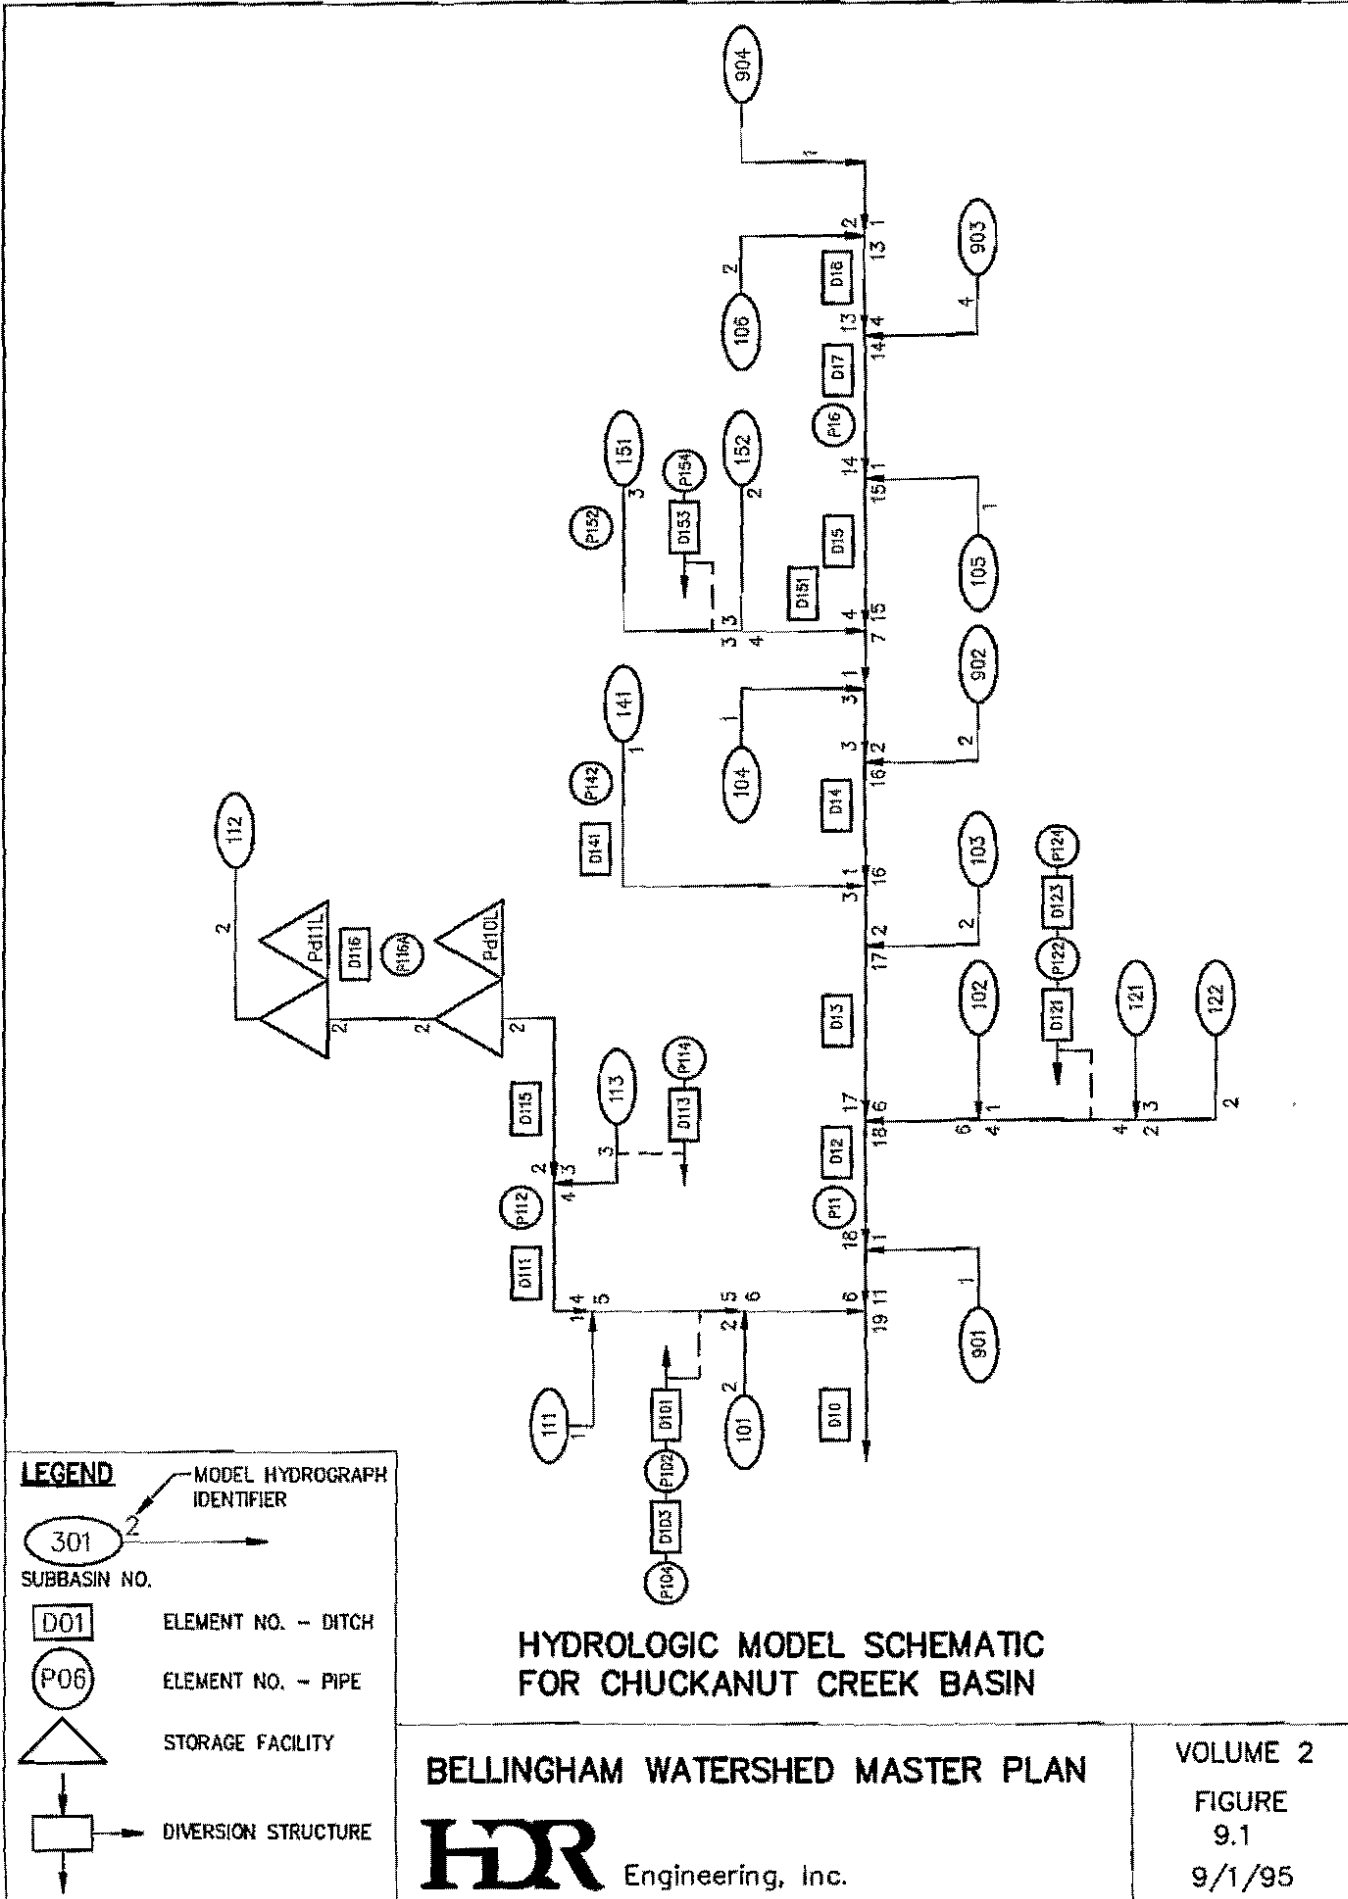 904
1
2
1
13
903
106
2
D18
4
13
4
14
D17
P16
151
3
152
2
P154
P152
D153
14
1
15
1
105
D15
D151
4
15
7
3
3
4
141
1
902
1
3
1
104
3
2
16
2
P142
D141
D14
112
2
103
P124
1
16
3
D123
2
2
17
P122
Pd11L
D116
P116A
Pd10L
2
2
2
102
D121
121
122
D13
113
P114
D115
D113
17
6
18
6
1
4
4
3
2
2
3
2
3
4
D12
P112
P11
D111
18
11
1
1
4
5
5
2
6
6
11
19
901
111
1
D101
2
101
D10
P102
D103
P104
LEGEND
MODEL HYDROGRAPH
IDENTIFIER
301
2
SUBBASIN NO.
D01
ELEMENT NO. - DITCH
P06
ELEMENT NO. - PIPE
STORAGE FACILITY
DIVERSION STRUCTURE
HYDROLOGIC MODEL SCHEMATIC
FOR CHUCKANUT CREEK BASIN
BELLINGHAM WATERSHED MASTER PLAN
HDR Engineering, Inc.
VOLUME 2
FIGURE
9.1
9/1/95